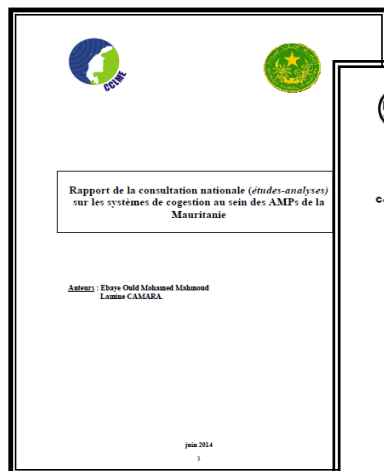 CCIME
Rapport de la consultation nationale (études-analyses)
sur les systèmes de cogestion au sein des AMPs de la
Mauritanie
Auteurs : Ebaye Ould Mohamed Mahmoud
Lamine CAMARA.
juin 2014
1